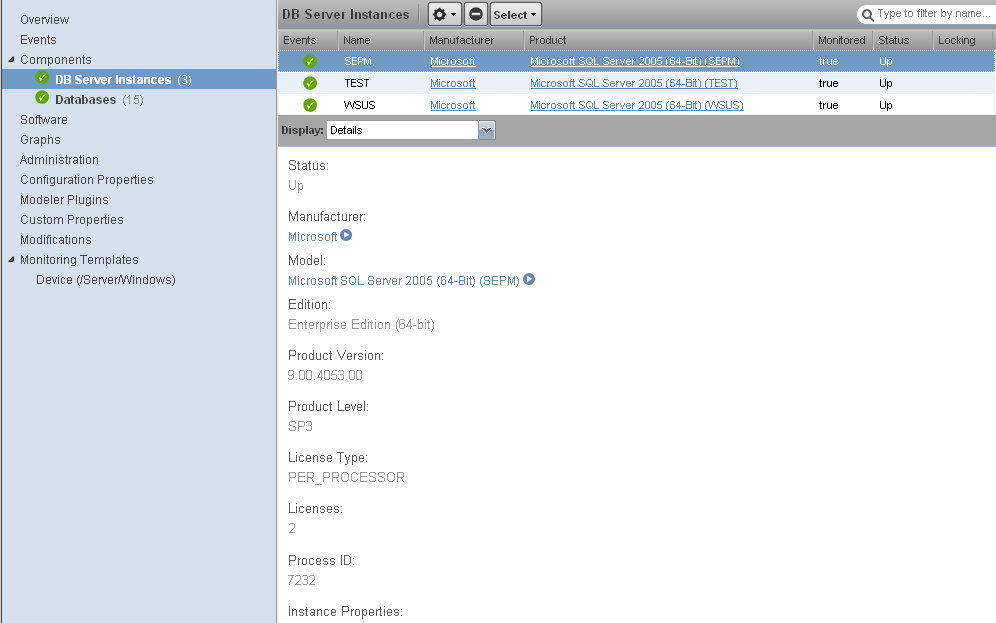 Overview
Events
Components
DB Server Instances (3)
Databases (15)
Software
Graphs
Administration
Configuration Properties
Modeler Plugins
Custom Properties
Modifications
Monitoring Templates
Device (/Server/Windows)
DB Server Instances Select Type to filter by name...
Events Name Manufacturer Product Monitored Status Locking
SEPM Microsoft Microsoft SQL Server 2005 (64-Bit) (SEPM) true Up
TEST Microsoft Microsoft SQL Server 2005 (64-Bit) (TEST) true Up
WSUS Microsoft Microsoft SQL Server 2005 (64-Bit) (WSUS) true Up
Display: Details
Status:
Up
Manufacturer:
Microsoft
Model:
Microsoft SQL Server 2005 (64-Bit) (SEPM)
Edition:
Enterprise Edition (64-bit)
Product Version:
9.00.4053.00
Product Level:
SP3
License Type:
PER_PROCESSOR
Licenses:
2
Process ID:
7232
Instance Properties: